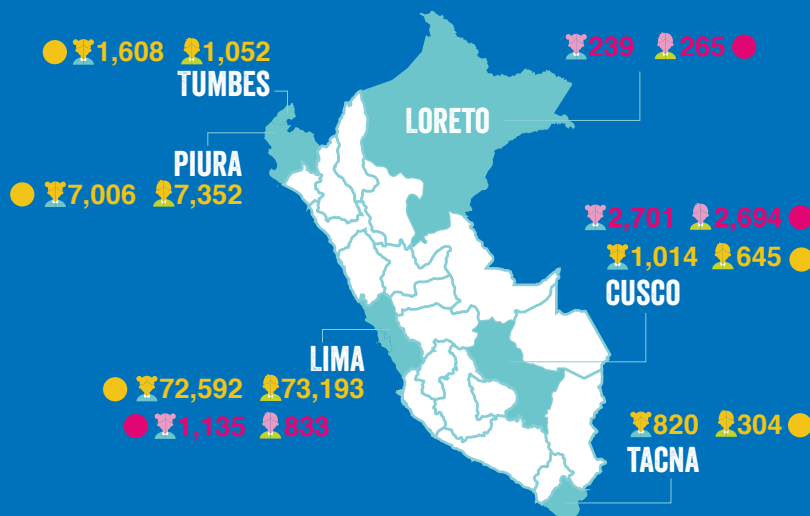 1,608 1,052
TUMBES
239 265
LORETO
PIURA
7,006 7,352
2,701 2,694
1,014 645
CUSCO
LIMA
72,592 73,193
1,135 833
820 304
TACNA